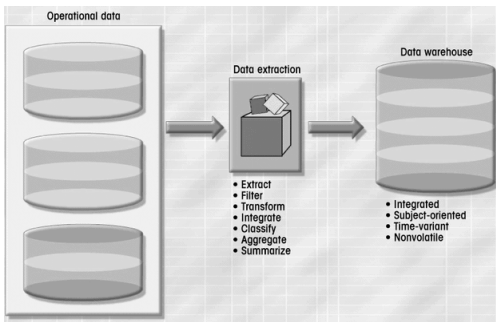 Operational data
Data extraction
• Extract
• Filter
• Transform
• Integrate
• Classify
• Aggregate
• Summarize
Data warehouse
• Integrated
• Subject-oriented
• Time-variant
• Nonvolatile